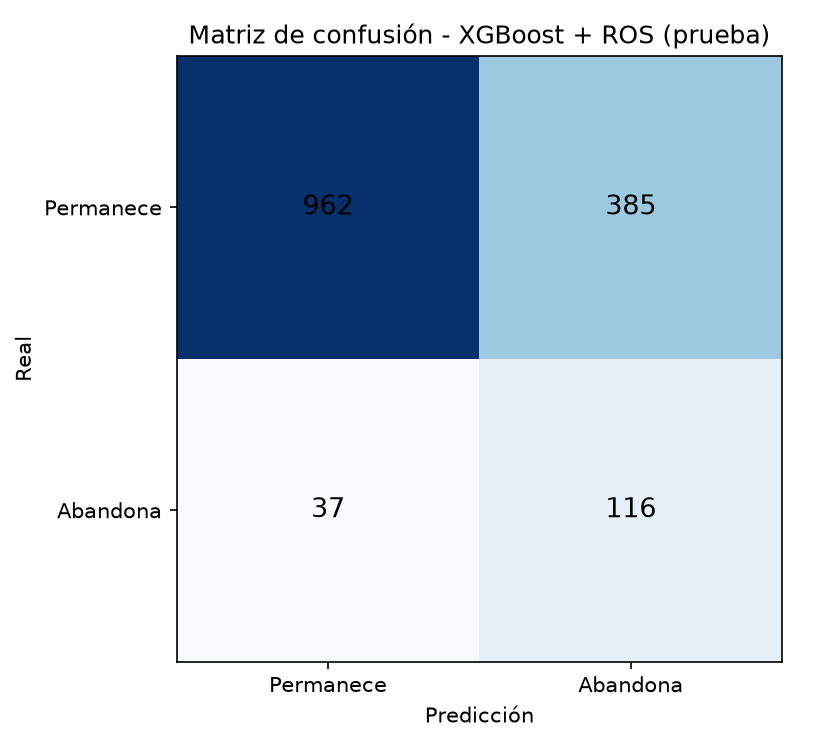 Matriz de confusión - XGBoost + ROS (prueba)
Permanece
962
385
Real
Abandona
37
116
Permanece
Abandona
Predicción